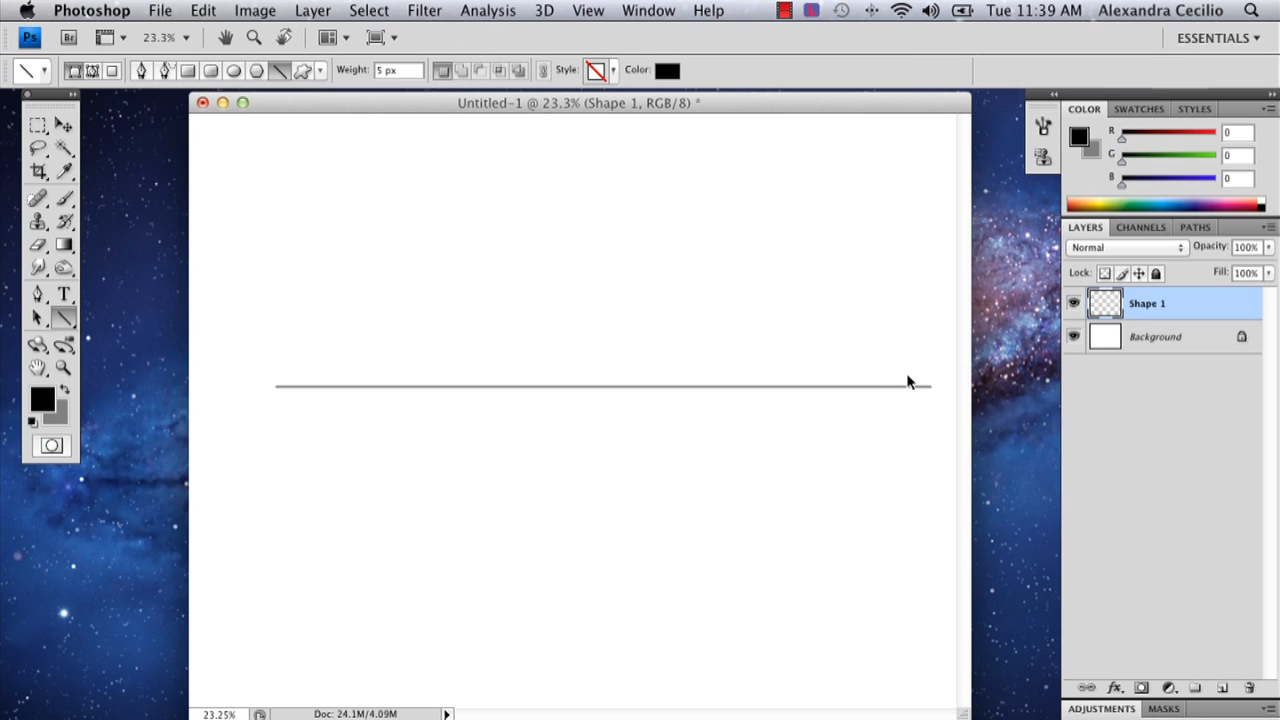 Photoshop File Edit Image Layer Select Filter Analysis 3D View Window Help Tue 11:39 AM Alexandra Cecilio
Ps Br 23.3% ESSENTIALS
Weight: 5 px Style: Color:
Untitled-1 @ 23.3% (Shape 1, RGB/8) *
COLOR SWATCHES STYLES
R 0
G 0
B 0
LAYERS CHANNELS PATHS
Normal Opacity: 100%
Lock: Fill: 100%
Shape 1
Background
T
fx
23.25% Doc: 24.1M/4.09M
ADJUSTMENTS MASKS